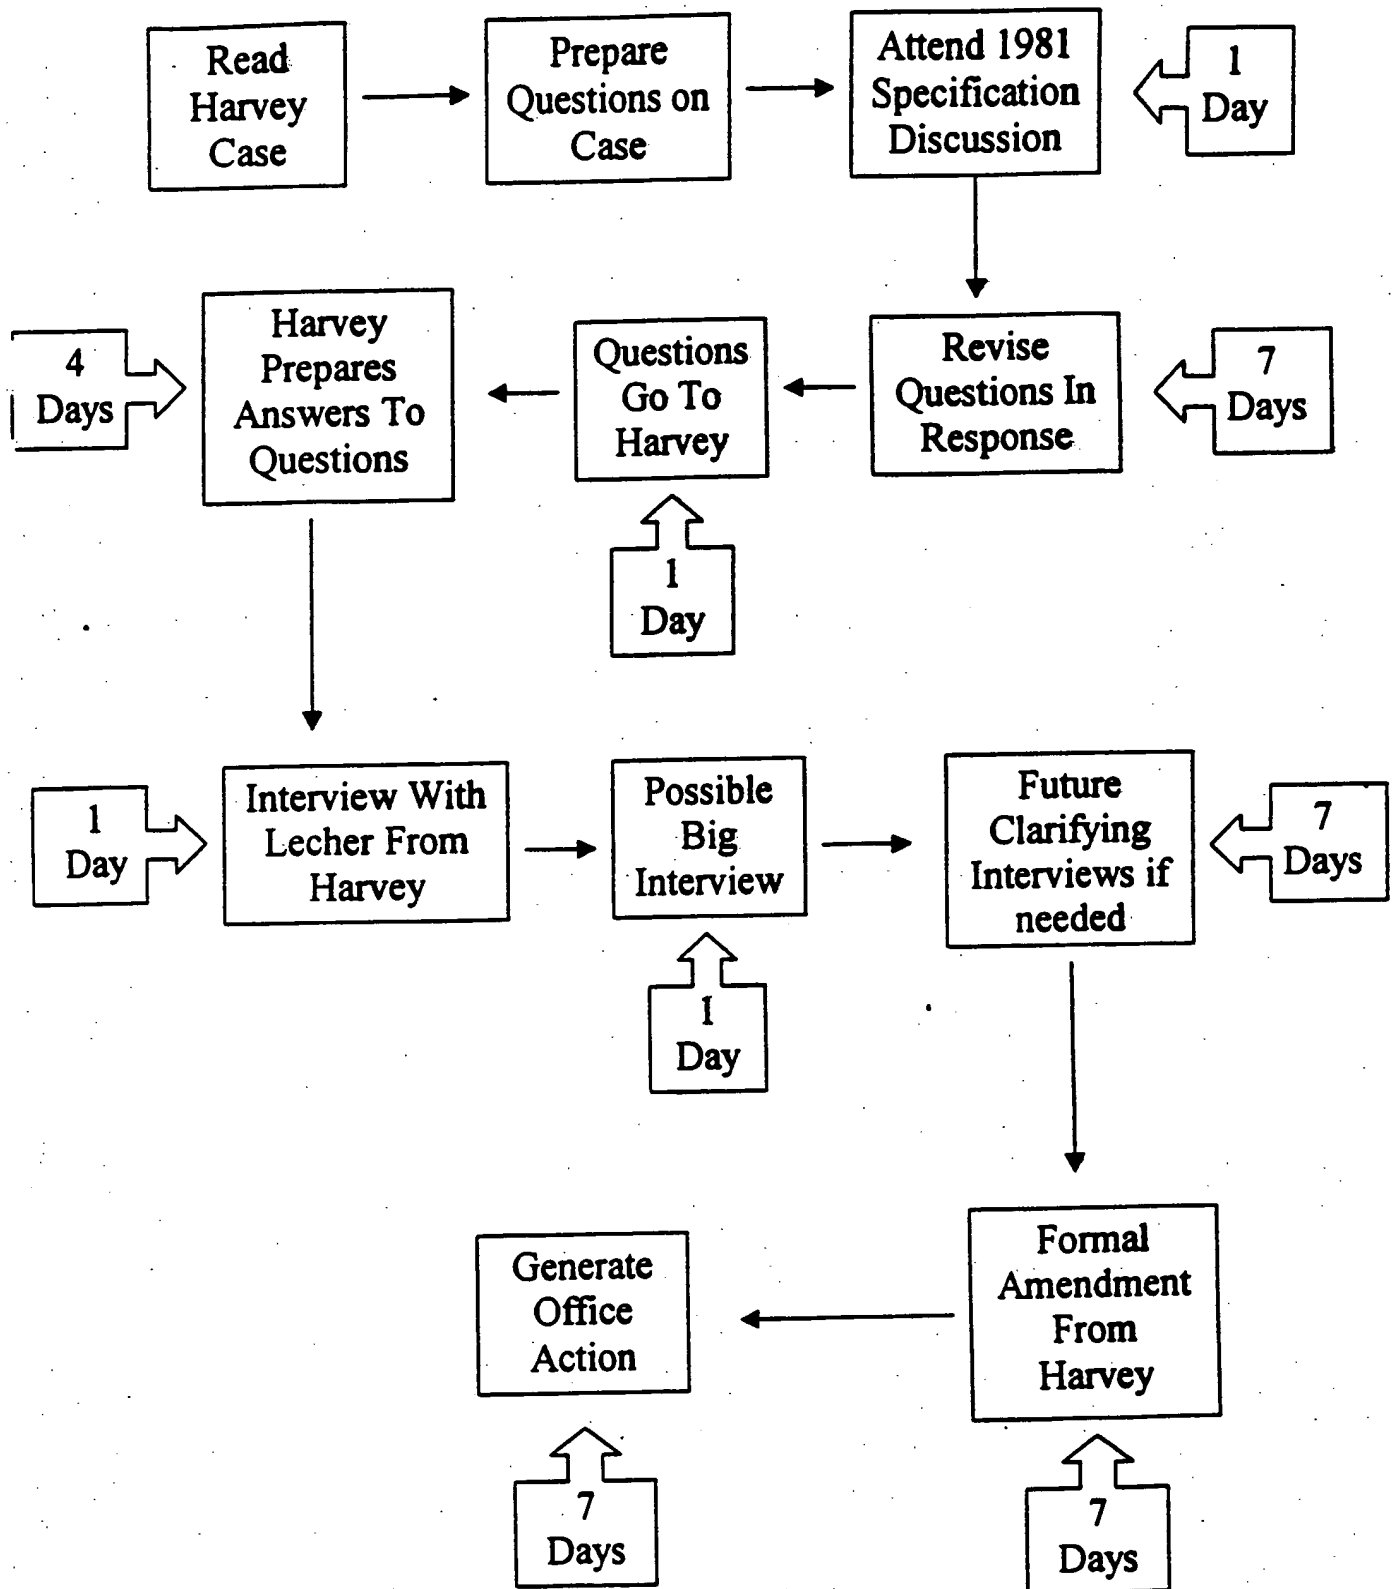 Read
Harvey
Case
Prepare
Questions on
Case
Attend 1981
Specification
Discussion
1
Day
4
Days
Harvey
Prepares
Answers To
Questions
Questions
Go To
Harvey
Revise
Questions In
Response
7
Days
1
Day
1
Day
Interview With
Lecher From
Harvey
Possible
Big
Interview
Future
Clarifying
Interviews if
needed
7
Days
1
Day
Generate
Office
Action
Formal
Amendment
From
Harvey
7
Days
7
Days